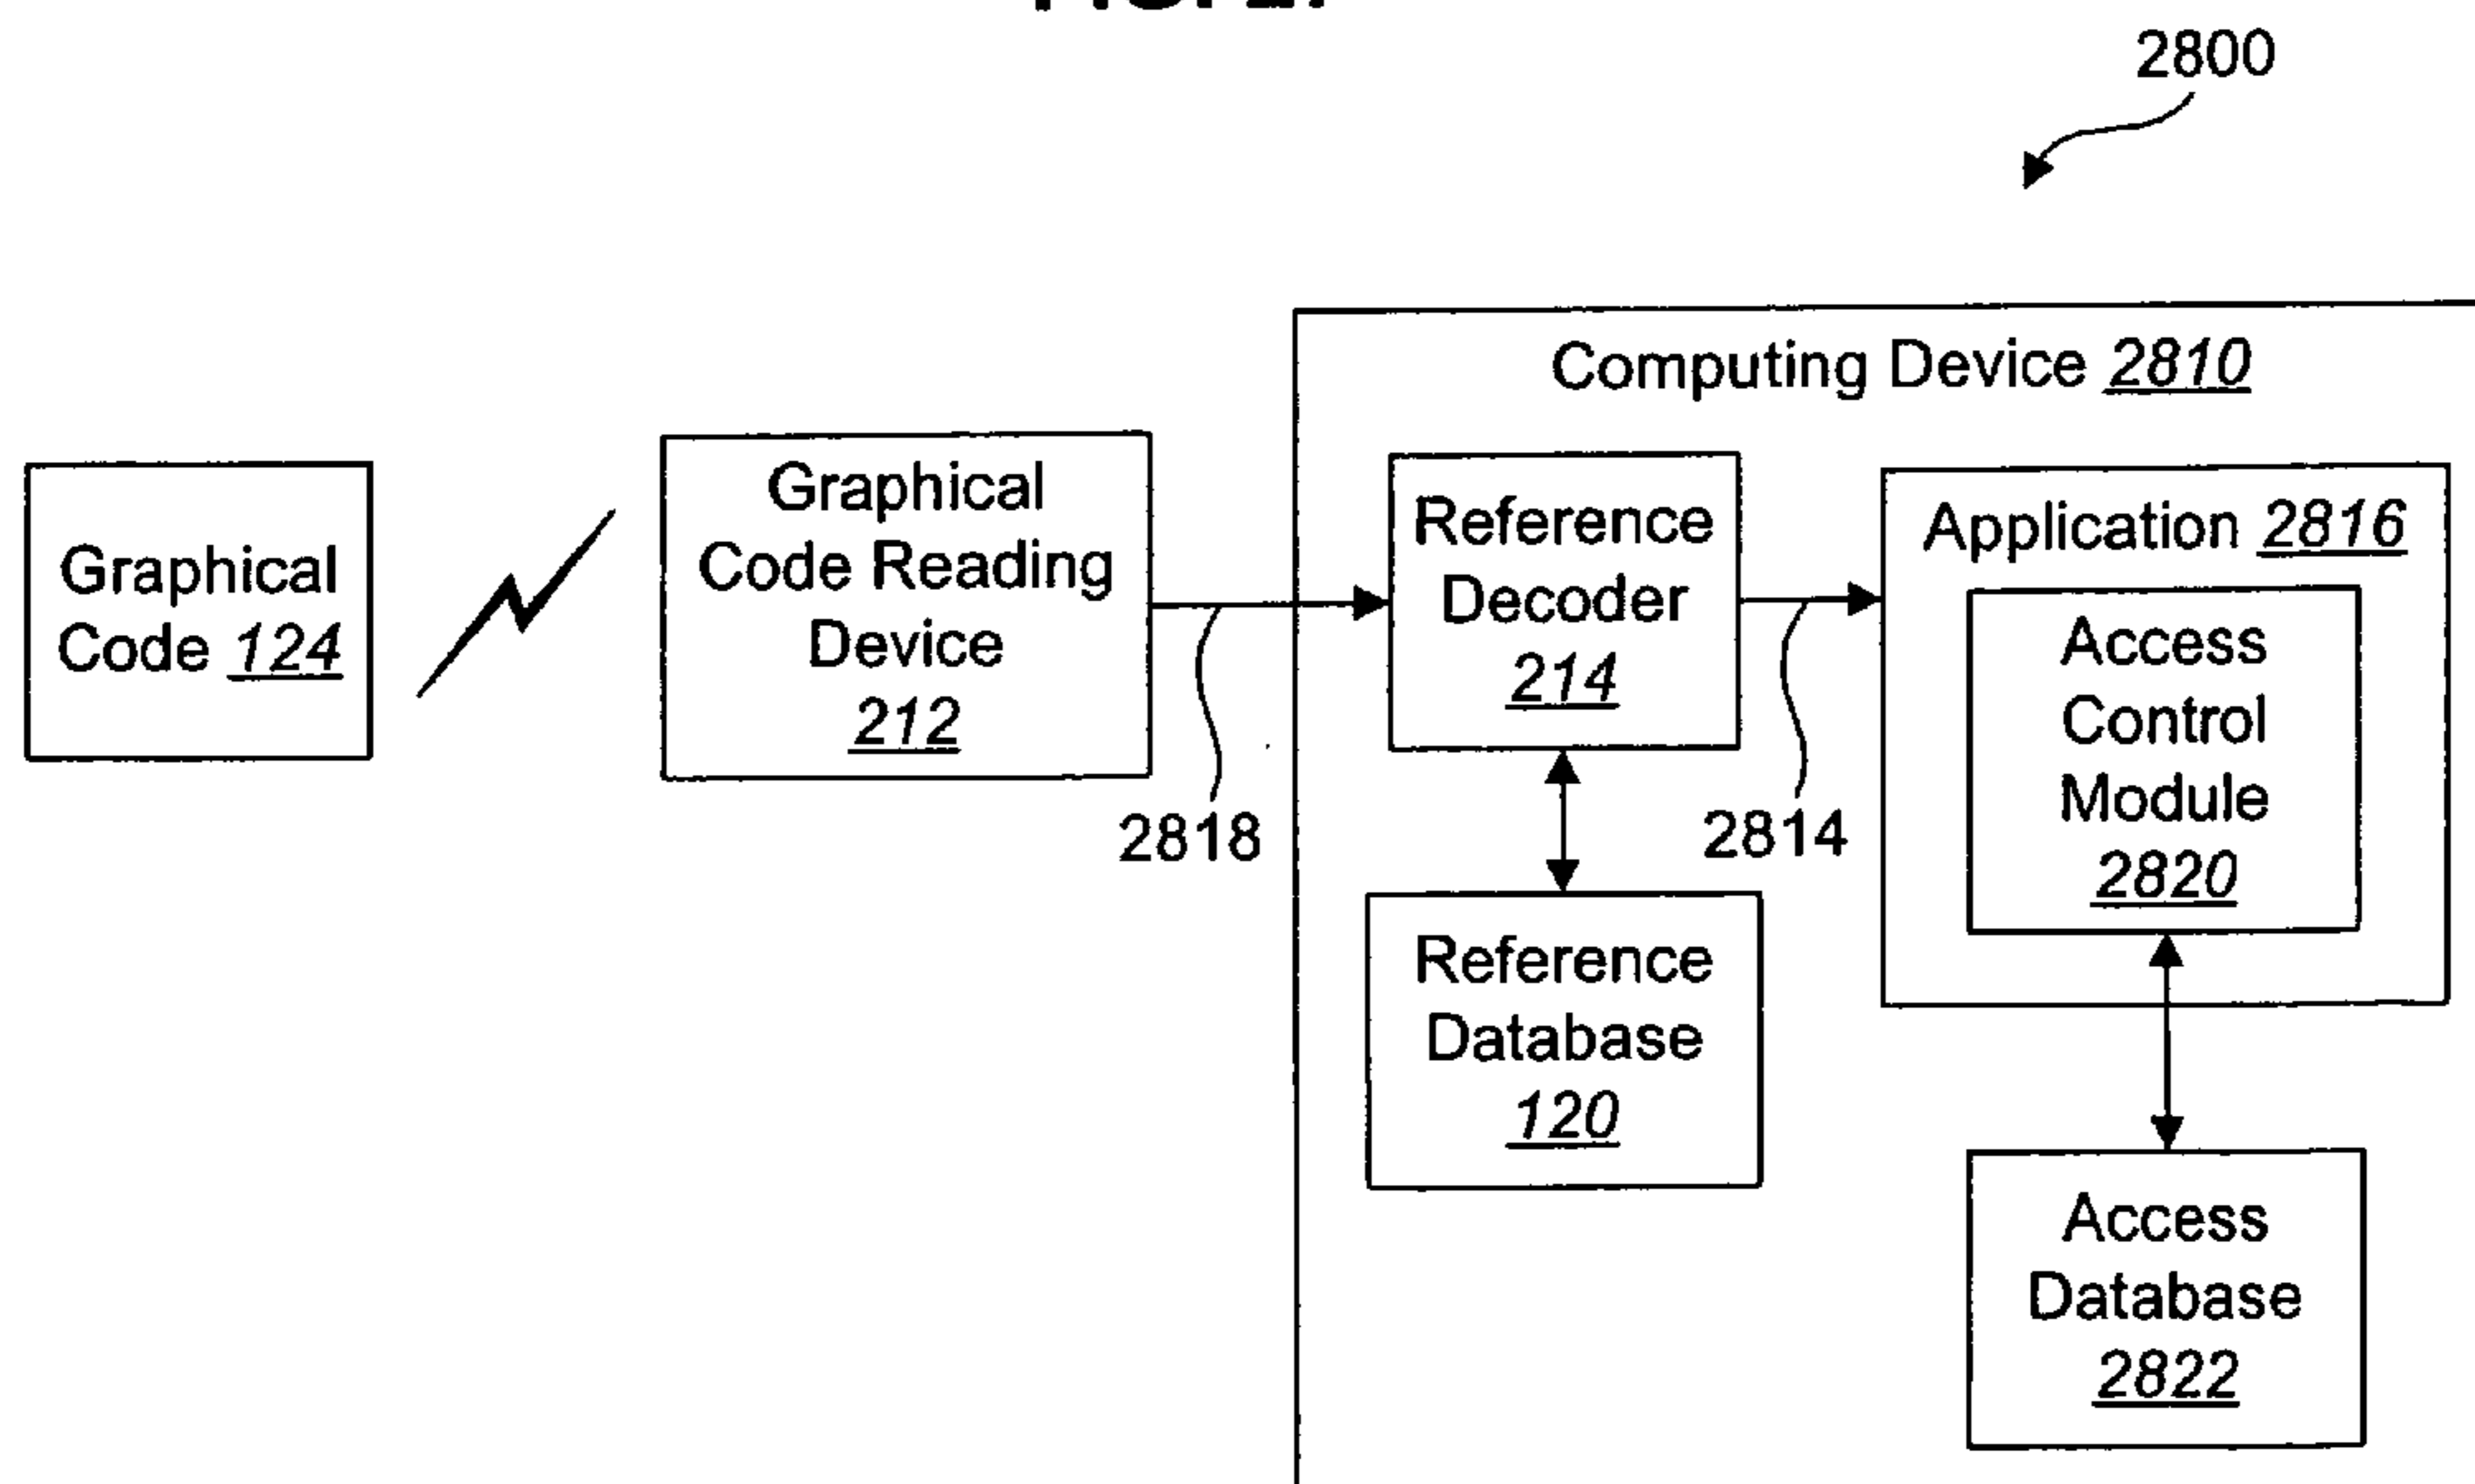 2800
Computing Device 2810
Graphical
Code 124
Graphical
Code Reading
Device
212
2818
Reference
Decoder
214
2814
Application 2816
Access
Control
Module
2820
Reference
Database
120
Access
Database
2822